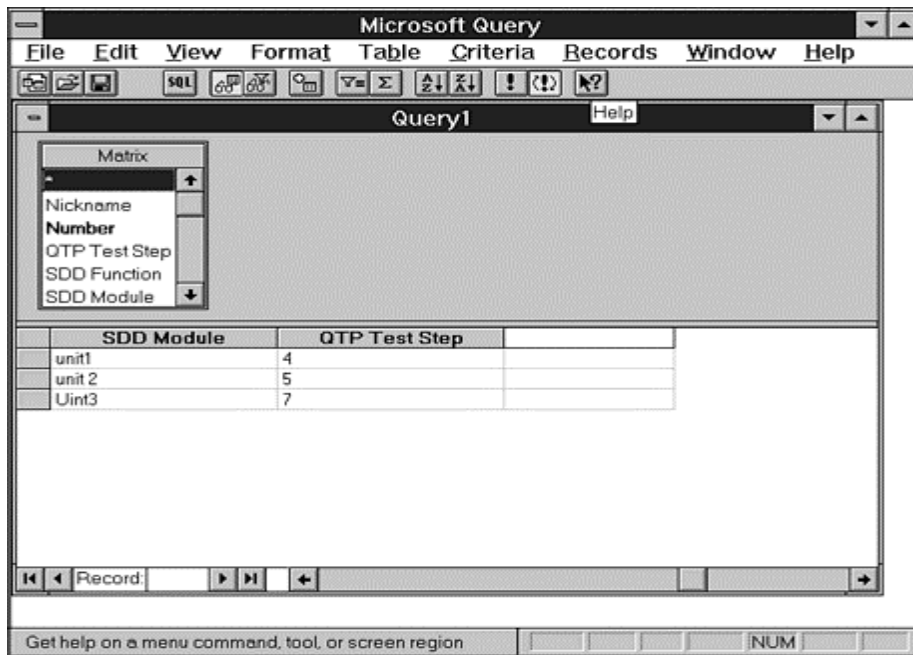 Microsoft Query
File Edit View Format Table Criteria Records Window Help
SQL
Help
Query1
Matrix
*
Nickname
Number
QTP Test Step
SDD Function
SDD Module
SDD Module QTP Test Step
unit1 4
unit 2 5
Uint3 7
Record:
Get help on a menu command, tool, or screen region NUM